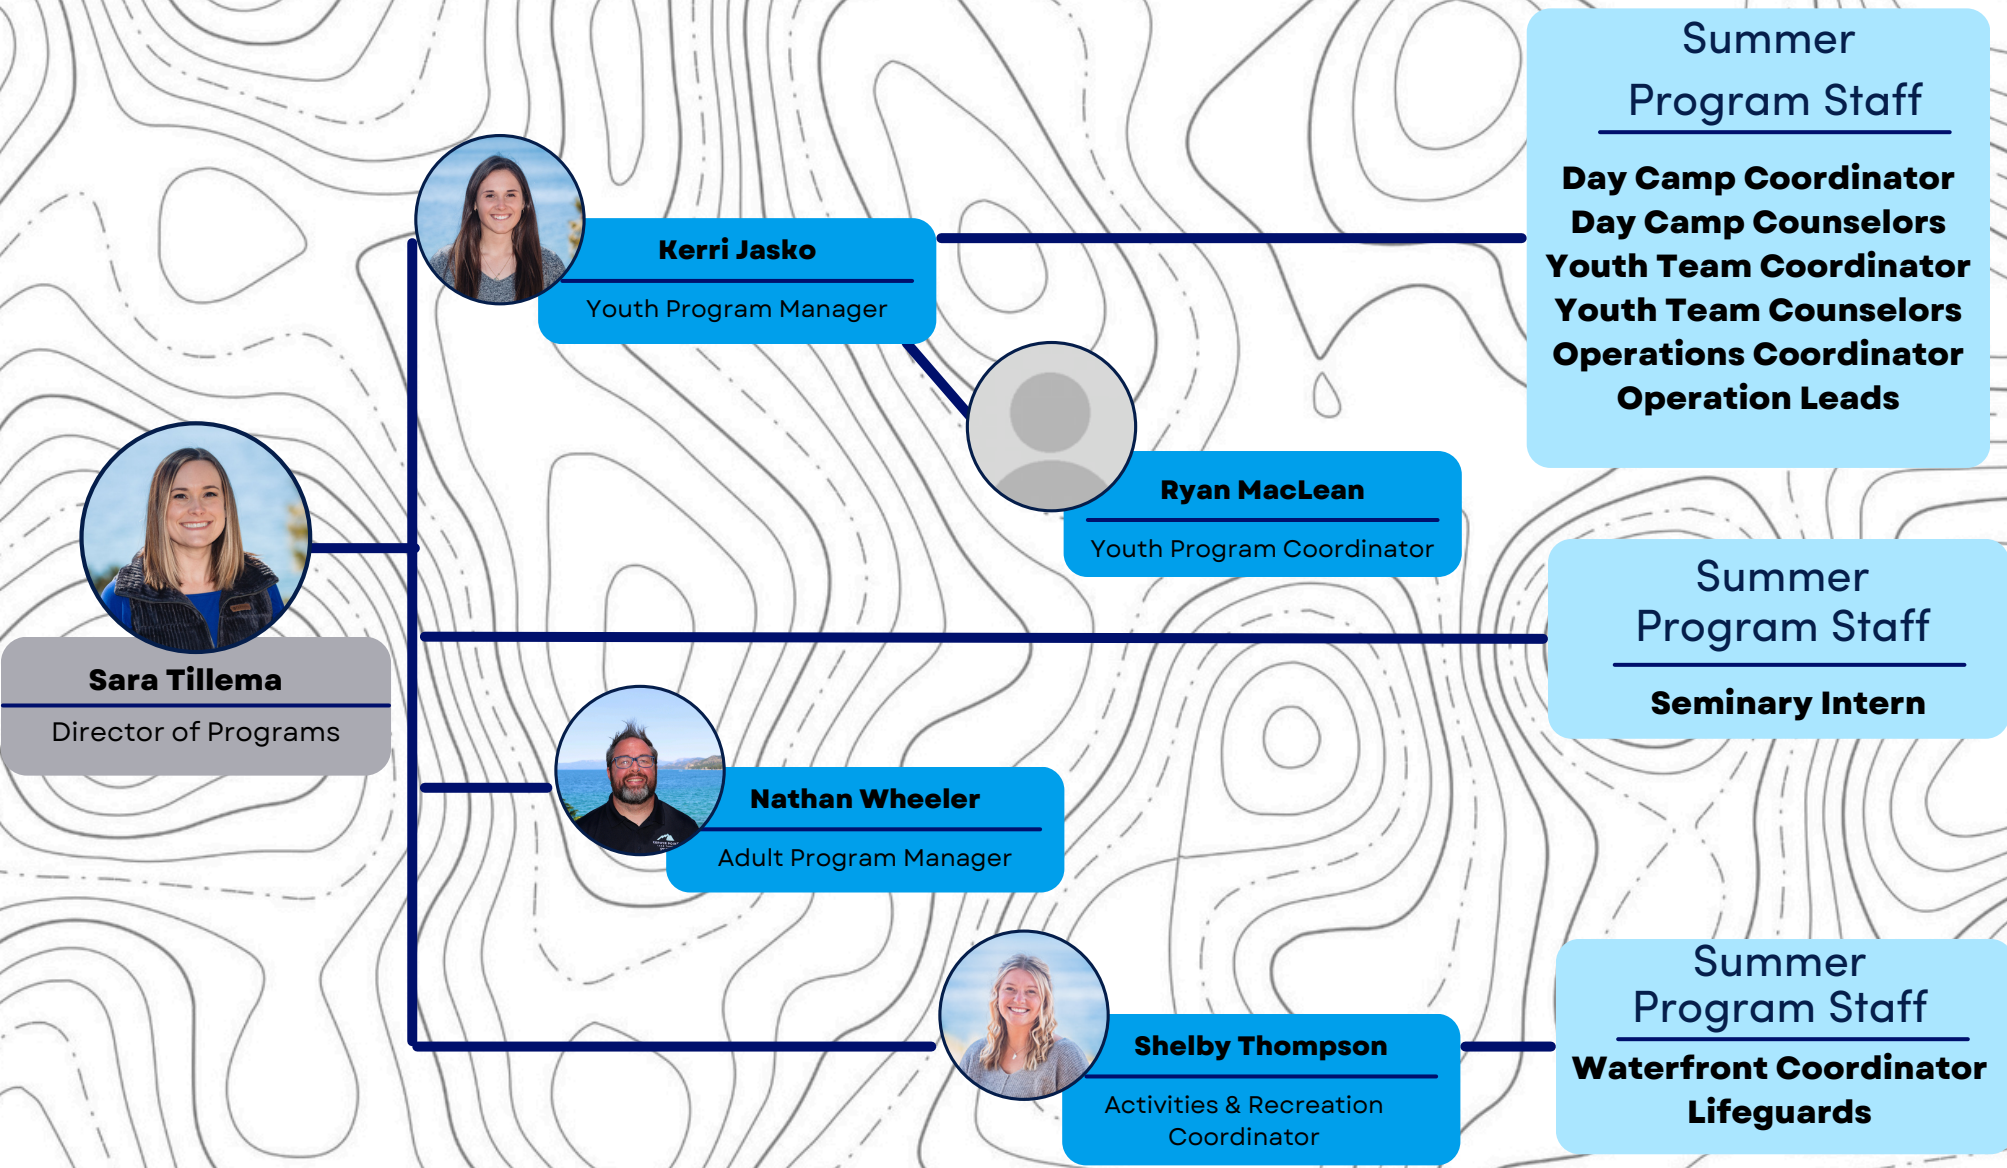 Summer
Program Staff
Day Camp Coordinator
Day Camp Counselors
Youth Team Coordinator
Youth Team Counselors
Operations Coordinator
Operation Leads
Kerri Jasko
Youth Program Manager
Ryan MacLean
Youth Program Coordinator
Sara Tillema
Director of Programs
Summer
Program Staff
Seminary Intern
Nathan Wheeler
Adult Program Manager
Shelby Thompson
Activities & Recreation
Coordinator
Summer
Program Staff
Waterfront Coordinator
Lifeguards